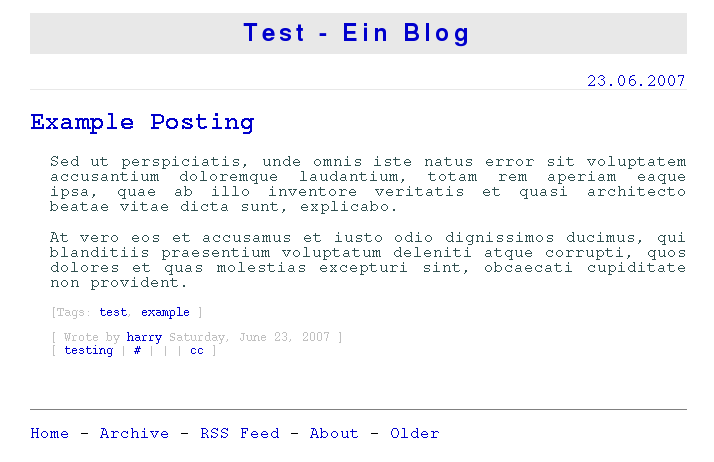 Test - Ein Blog
23.06.2007
Example Posting
Sed ut perspiciatis, unde omnis iste natus error sit voluptatem
accusantium doloremque laudantium, totam rem aperiam eaque
ipsa, quae ab illo inventore veritatis et quasi architecto
beatae vitae dicta sunt, explicabo.
At vero eos et accusamus et iusto odio dignissimos ducimus, qui
blanditiis praesentium voluptatum deleniti atque corrupti, quos
dolores et quas molestias excepturi sint, obcaecati cupiditate
non provident.
[Tags: test, example ]
[ Wrote by harry Saturday, June 23, 2007 ]
[ testing | # | | | cc ]
Home - Archive - RSS Feed - About - Older